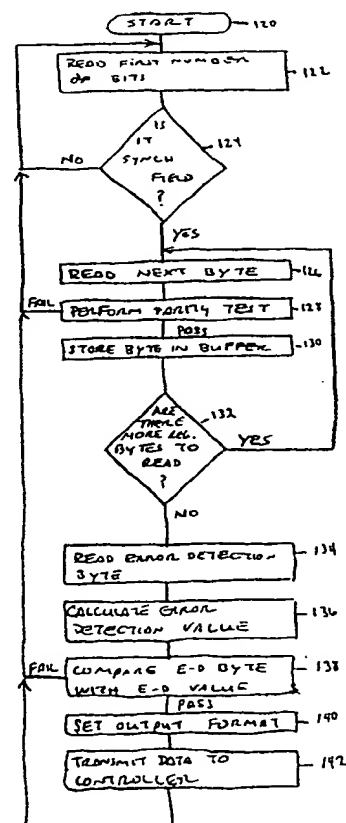 START 120
READ FIRST NUMBER
OF BITS
122
IS
IT
SYNCH
FIELD
?
124
NO
YES
READ NEXT BYTE 126
FAIL
PERFORM PARITY TEST 128
PASS
STORE BYTE IN BUFFER 130
ARE
THERE
MORE
BYTES TO
READ
?
132
YES
NO
READ ERROR DETECTION
BYTE
134
CALCULATE ERROR
DETECTION VALUE
136
FAIL
COMPARE E-D BYTE
WITH E-D VALUE
138
PASS
SET OUTPUT FORMAT 140
TRANSMIT DATA TO
CONTROLLER
142